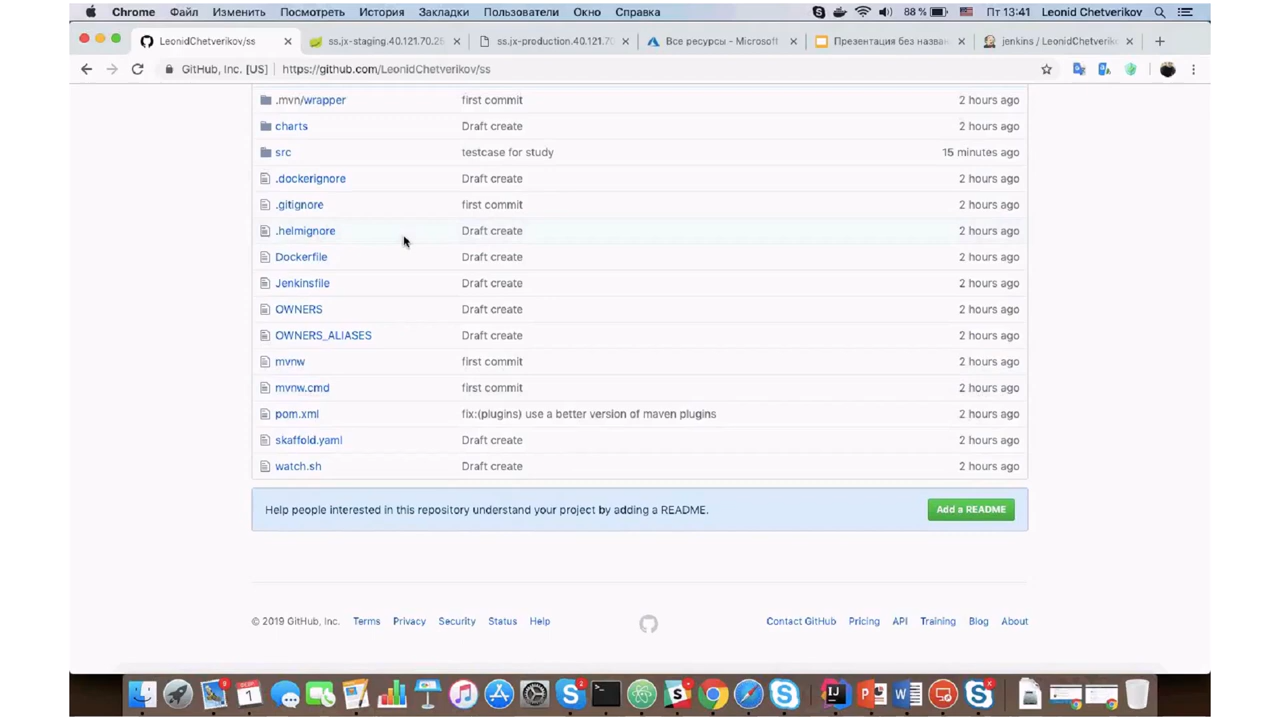 Chrome Файл Изменить Посмотреть История Закладки Пользователи Окно Справка 88 % Пт 13:41 Leonid Chetverikov
LeonidChetverikov/ss ss.jx-staging.40.121.70.25 ss.jx-production.40.121.70 Все ресурсы - Microsoft Презентация без назван jenkins / LeonidChetveriko
GitHub, Inc. [US] https://github.com/LeonidChetverikov/ss
.mvn/wrapper first commit 2 hours ago
charts Draft create 2 hours ago
src testcase for study 15 minutes ago
.dockerignore Draft create 2 hours ago
.gitignore first commit 2 hours ago
.helmignore Draft create 2 hours ago
Dockerfile Draft create 2 hours ago
Jenkinsfile Draft create 2 hours ago
OWNERS Draft create 2 hours ago
OWNERS_ALIASES Draft create 2 hours ago
mvnw first commit 2 hours ago
mvnw.cmd first commit 2 hours ago
pom.xml fix:(plugins) use a better version of maven plugins 2 hours ago
skaffold.yaml Draft create 2 hours ago
watch.sh Draft create 2 hours ago
Help people interested in this repository understand your project by adding a README. Add a README
© 2019 GitHub, Inc. Terms Privacy Security Status Help Contact GitHub Pricing API Training Blog About